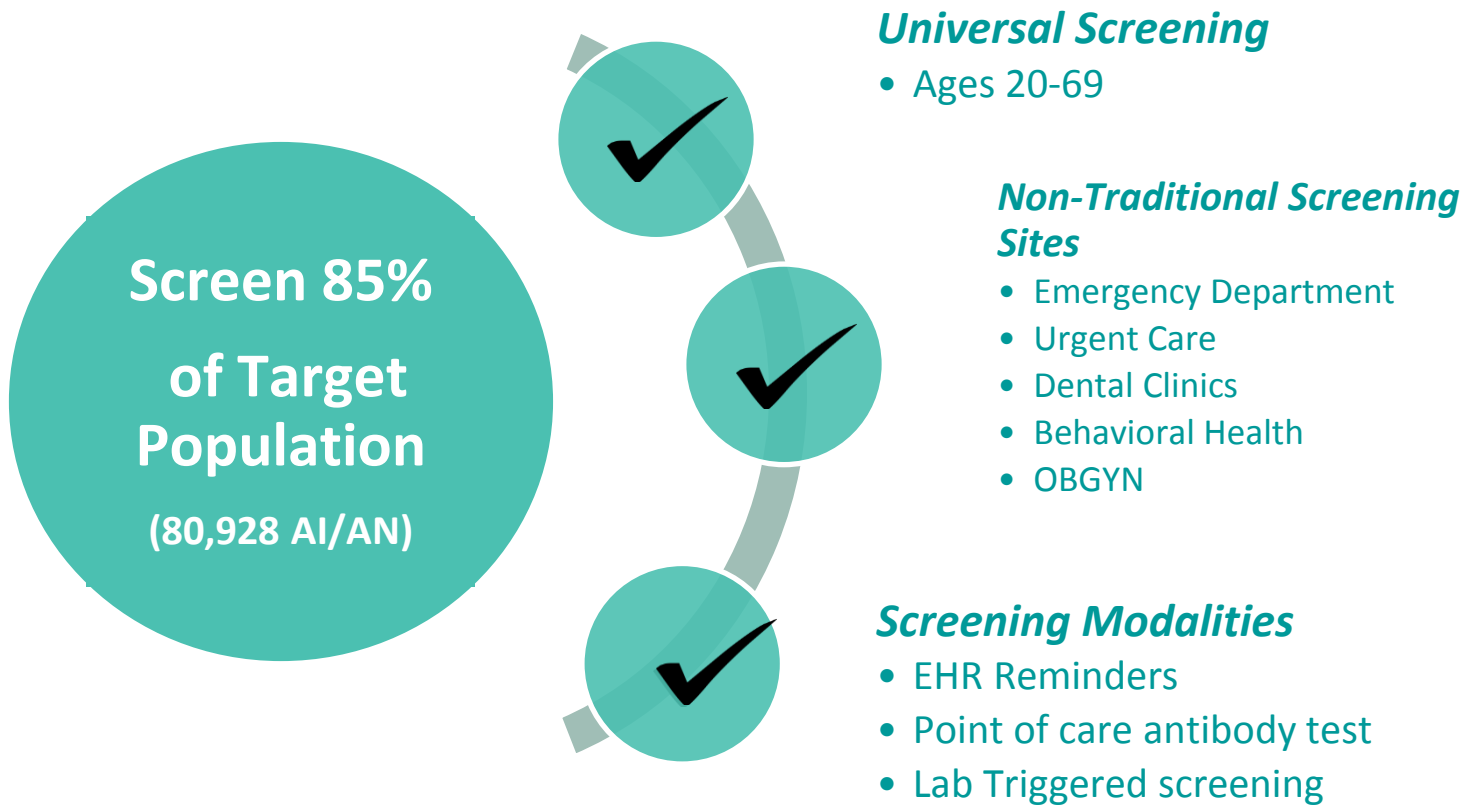 Screen 85%
of Target
Population
(80,928 AI/AN)
Universal Screening
• Ages 20-69
Non-Traditional Screening
Sites
• Emergency Department
• Urgent Care
• Dental Clinics
• Behavioral Health
• OBGYN
Screening Modalities
• EHR Reminders
• Point of care antibody test
• Lab Triggered screening